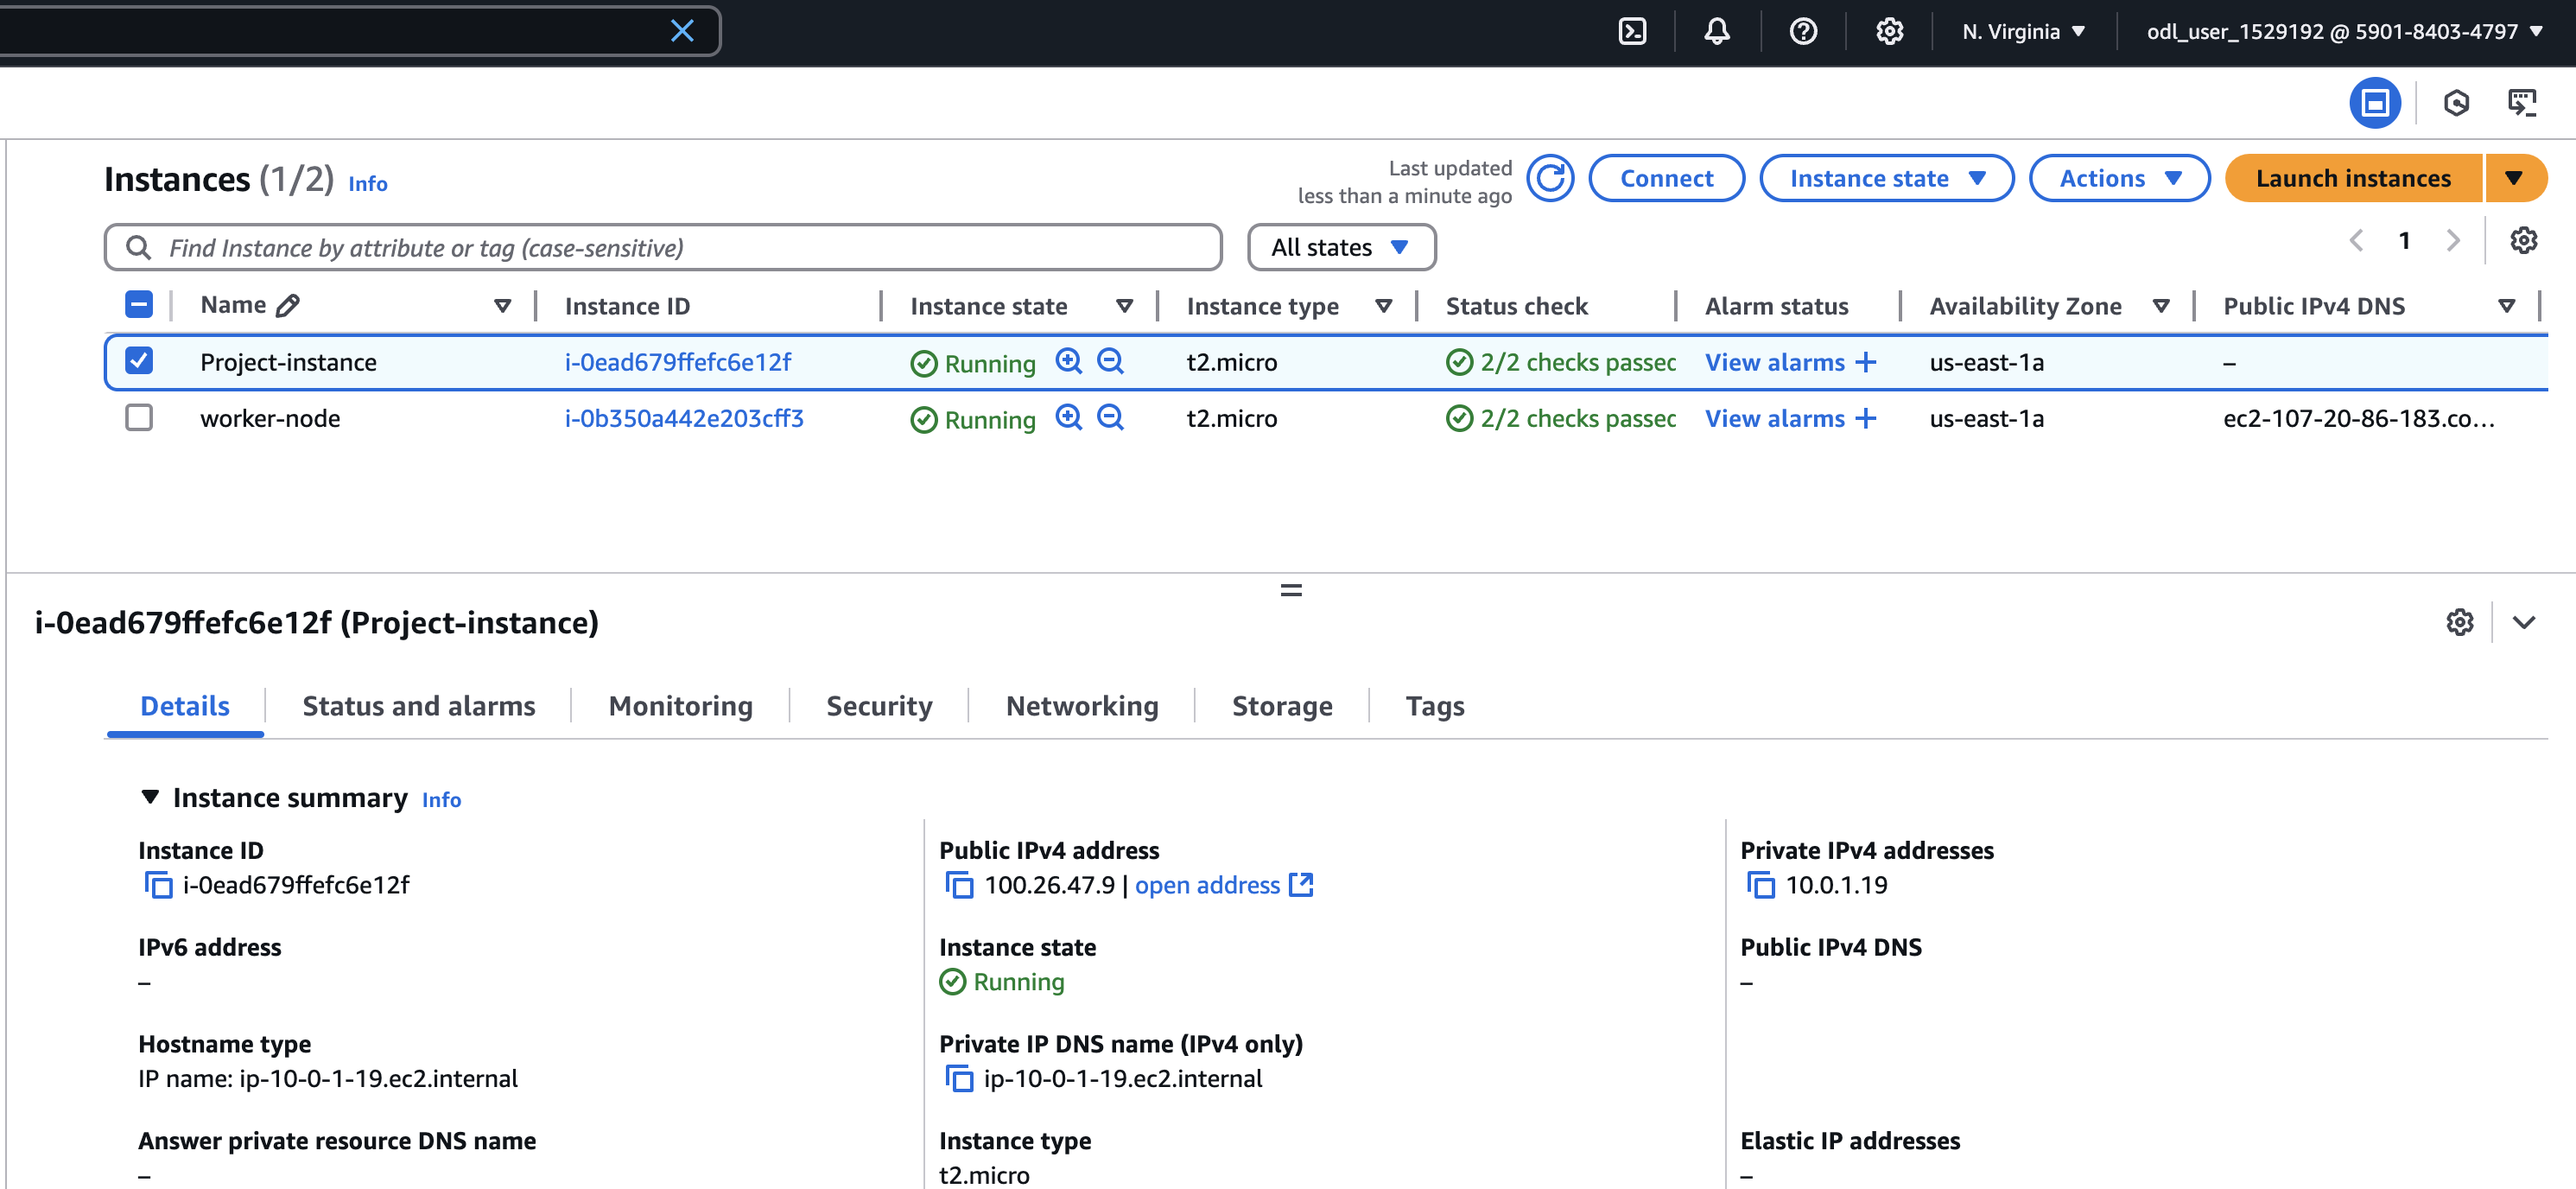 N. Virginia
odl_user_1529192 @ 5901-8403-4797
Instances (1/2) Info
Last updated
less than a minute ago
Connect
Instance state
Actions
Launch instances
Find Instance by attribute or tag (case-sensitive)
All states
1
Name Instance ID Instance state Instance type Status check Alarm status Availability Zone Public IPv4 DNS
Project-instance i-0ead679ffefc6e12f Running t2.micro 2/2 checks passed View alarms + us-east-1a –
worker-node i-0b350a442e203cff3 Running t2.micro 2/2 checks passed View alarms + us-east-1a ec2-107-20-86-183.co...
i-0ead679ffefc6e12f (Project-instance)
Details Status and alarms Monitoring Security Networking Storage Tags
Instance summary Info
Instance ID
i-0ead679ffefc6e12f
Public IPv4 address
100.26.47.9 | open address
Private IPv4 addresses
10.0.1.19
IPv6 address
–
Instance state
Running
Public IPv4 DNS
–
Hostname type
IP name: ip-10-0-1-19.ec2.internal
Private IP DNS name (IPv4 only)
ip-10-0-1-19.ec2.internal
Answer private resource DNS name
–
Instance type
t2.micro
Elastic IP addresses
–